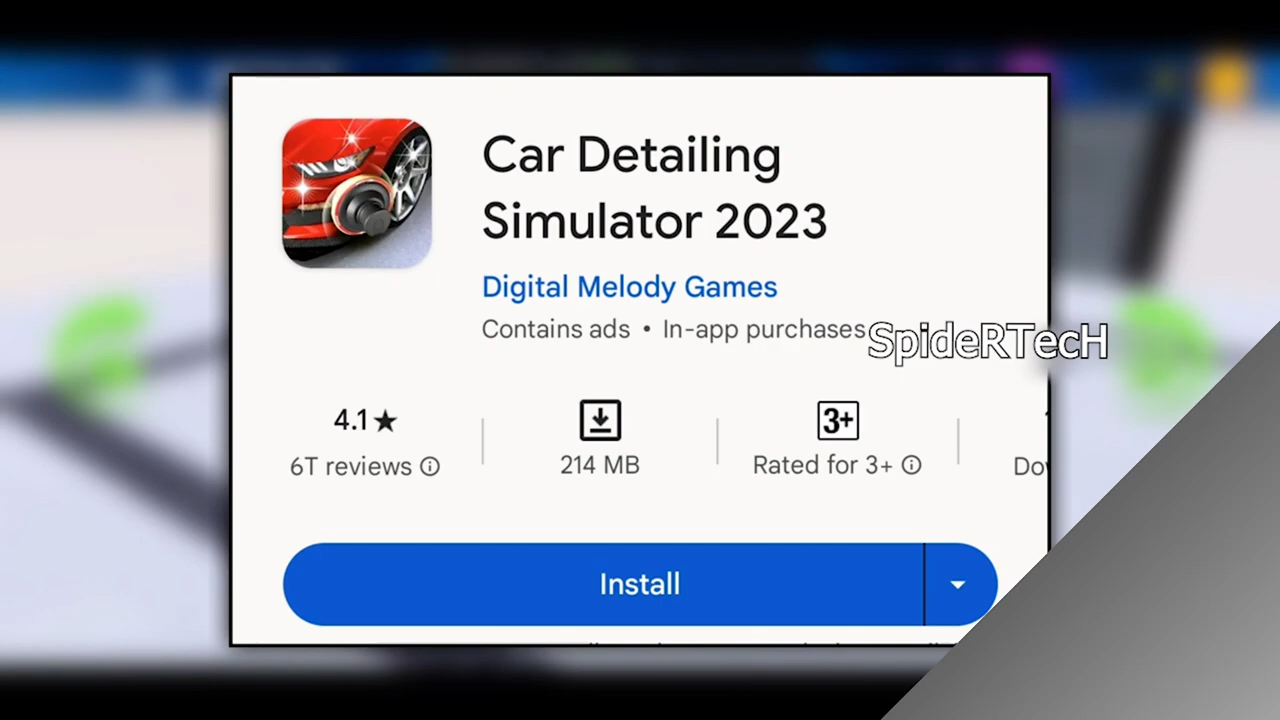 Car Detailing
Simulator 2023
Digital Melody Games
Contains ads • In-app purchases
SpideRTecH
4.1★
3+
6T reviews
214 MB
Rated for 3+
Install